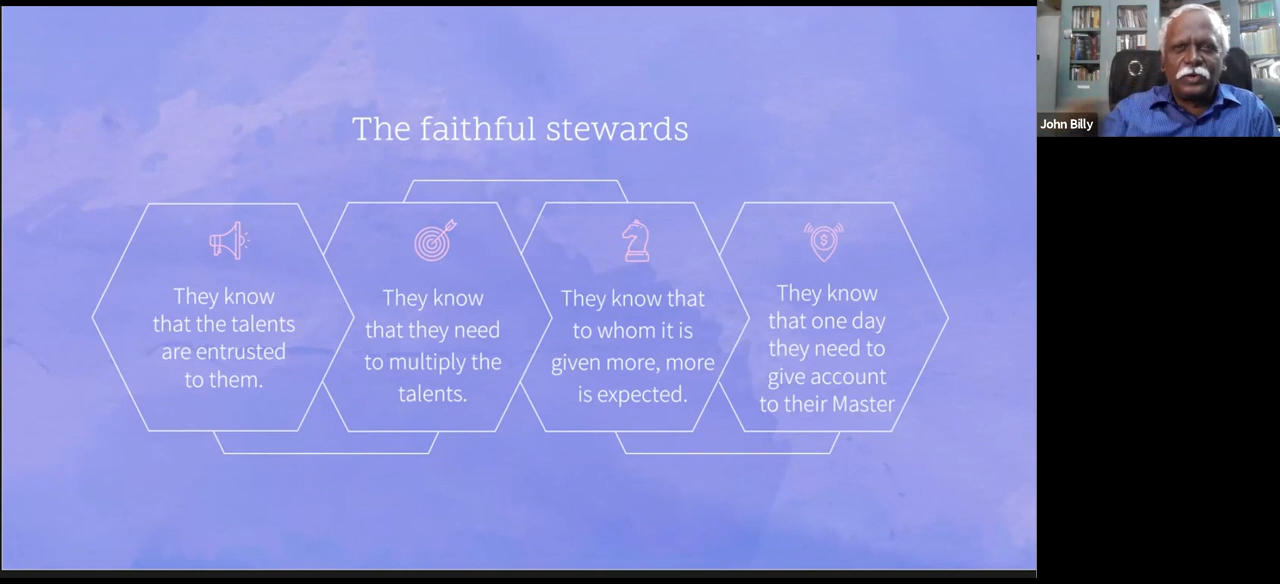 The faithful stewards
They know
that the talents
are entrusted
to them.
They know
that they need
to multiply the
talents.
They know that
to whom it is
given more, more
is expected.
They know
that one day
they need to
give account
to their Master
$
John Billy